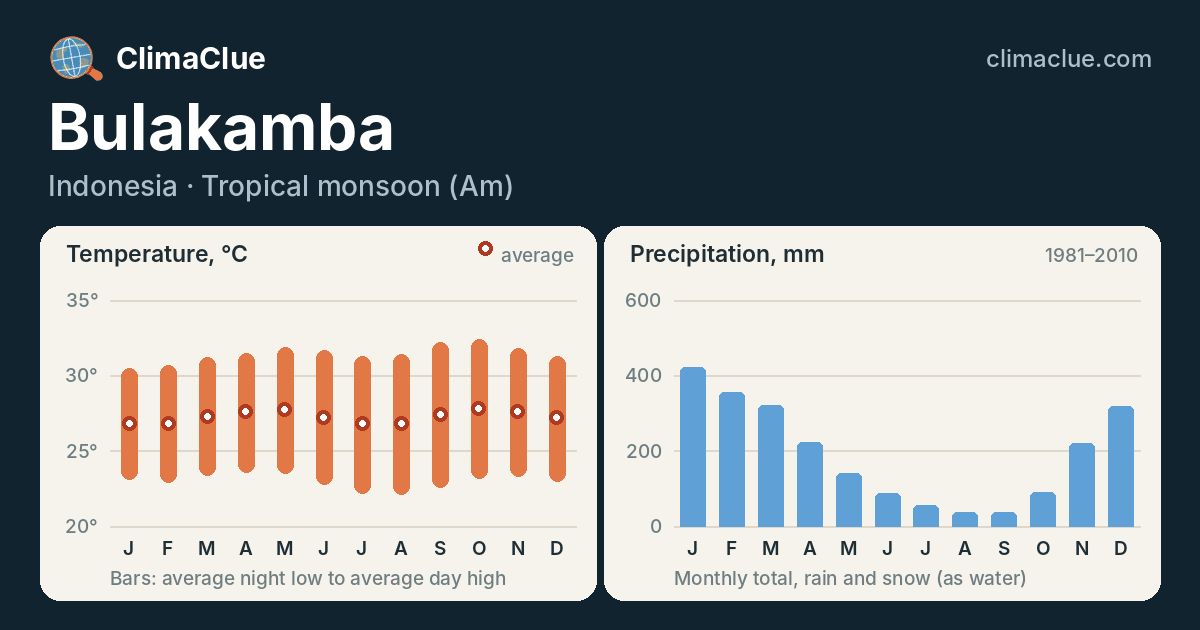 ClimaClue
climaclue.com
Bulakamba
Indonesia · Tropical monsoon (Am)
Temperature, °C
average
35°
30°
25°
20°
J F M A M J J A S O N D
Bars: average night low to average day high
Precipitation, mm
1981–2010
600
400
200
0
J F M A M J J A S O N D
Monthly total, rain and snow (as water)